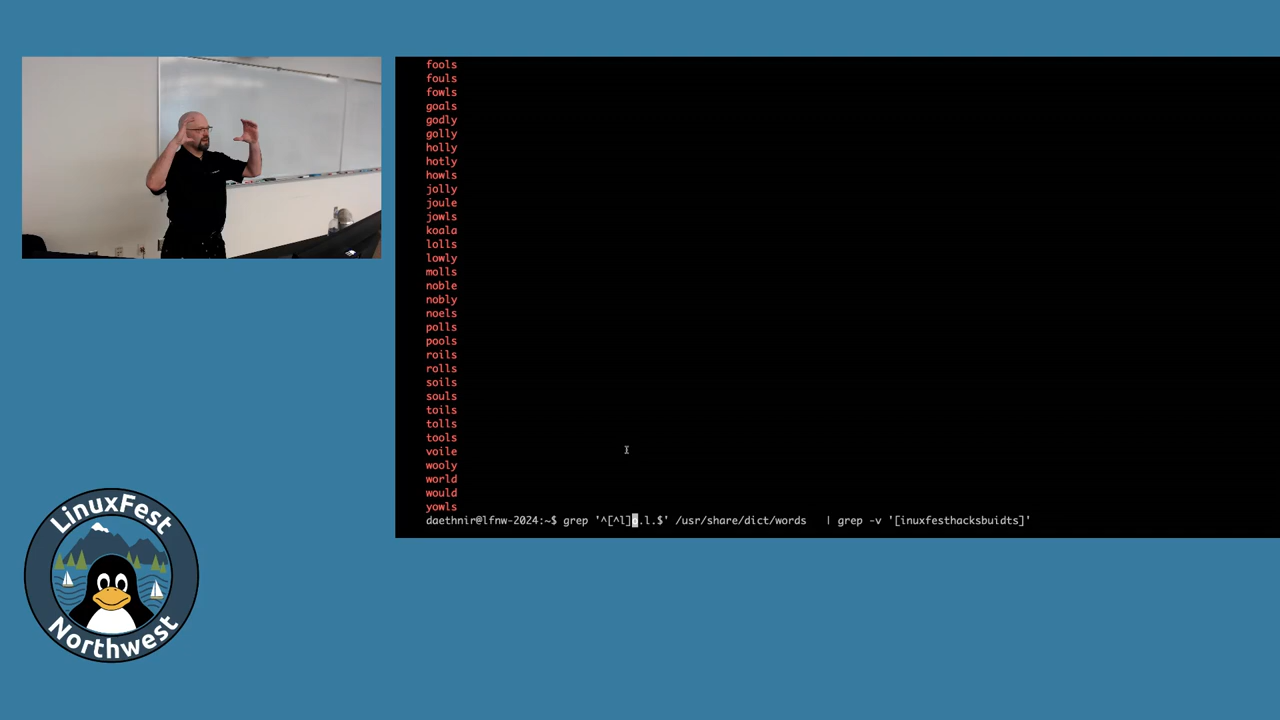 fools
fouls
fowls
goals
godly
golly
holly
hotly
howls
jolly
joule
jowls
koala
lolls
lowly
molls
noble
nobly
noels
polls
pools
roils
rolls
soils
souls
toils
tolls
tools
voile
wooly
world
would
yowls
daethnir@lfnw-2024:~$ grep '^[^l]o.l.$' /usr/share/dict/words   | grep -v '[inuxfesthacksbuidts]'
LinuxFest
Northwest